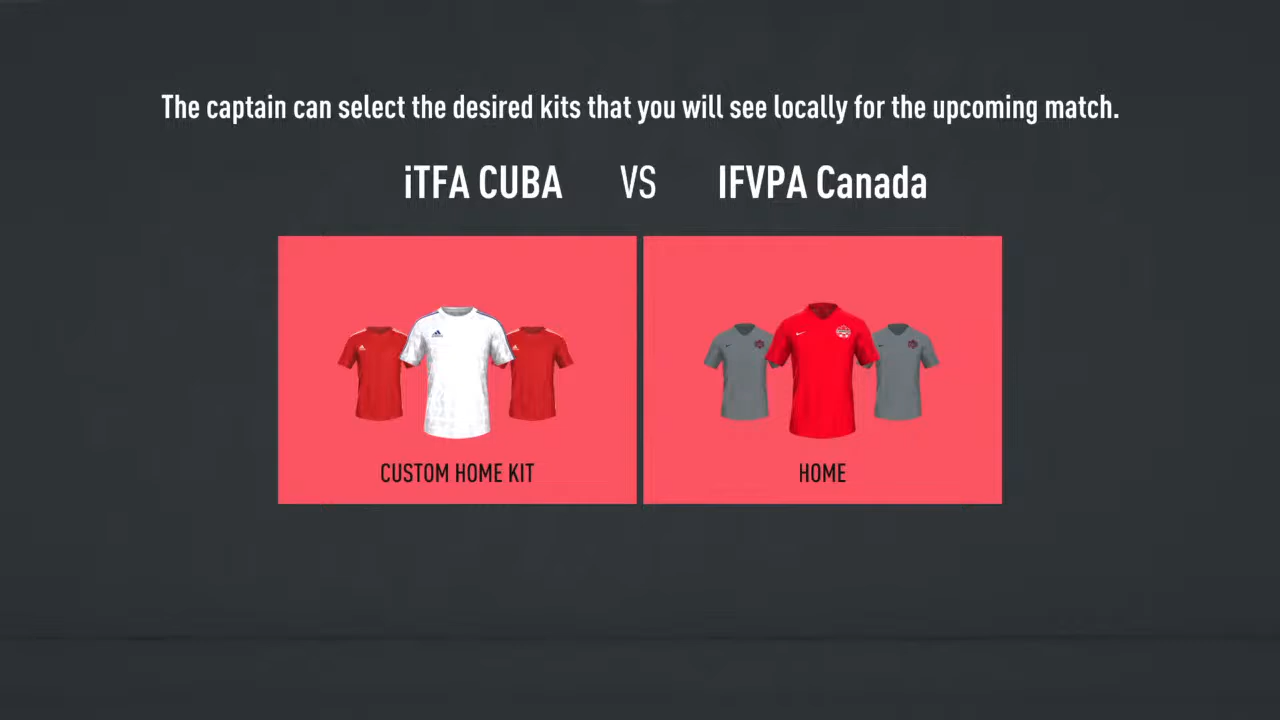 The captain can select the desired kits that you will see locally for the upcoming match.
iTFA CUBA VS IFVPA Canada
CUSTOM HOME KIT
HOME